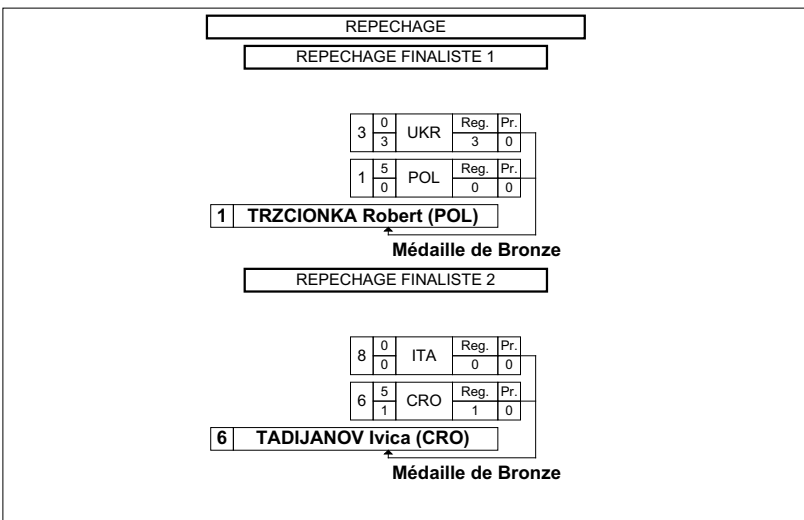 REPECHAGE
REPECHAGE FINALISTE 1
3 0 UKR Reg. Pr.
3 3 0
1 5 POL Reg. Pr.
0 0 0
1 TRZCIONKA Robert (POL)
Médaille de Bronze
REPECHAGE FINALISTE 2
8 0 ITA Reg. Pr.
0 0 0
6 5 CRO Reg. Pr.
1 1 0
6 TADIJANOV Ivica (CRO)
Médaille de Bronze